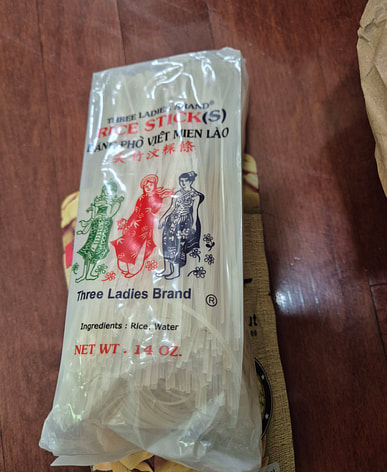 THREE LADIES BRAND®
RICE STICK(S)
BÁNH PHỞ VIỆT MIEN LÀO
Three Ladies Brand ®
Ingredients : Rice, Water
NET WT . 14 OZ.